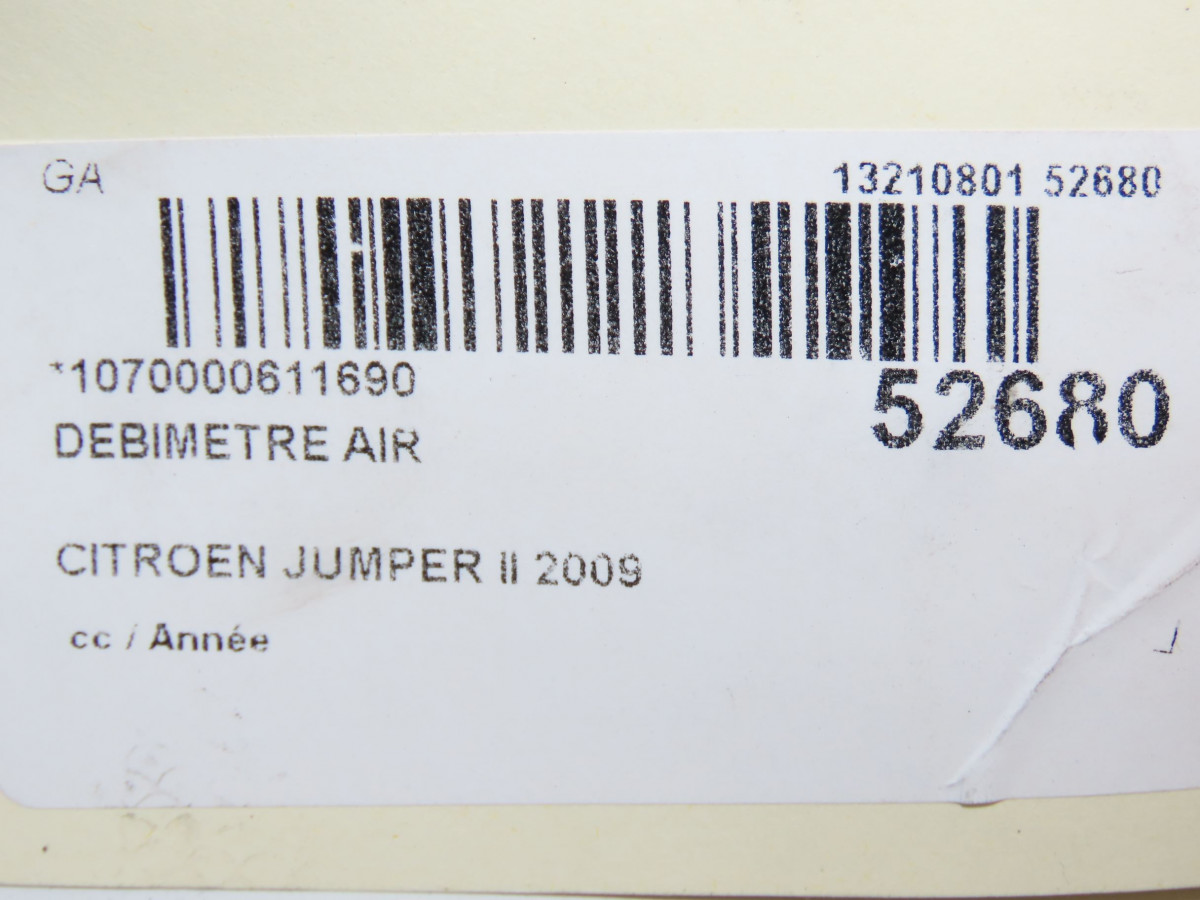 GA 13210801 52680
*1070000611690
52680
DEBIMETRE AIR
CITROEN JUMPER II 2009
cc / Année